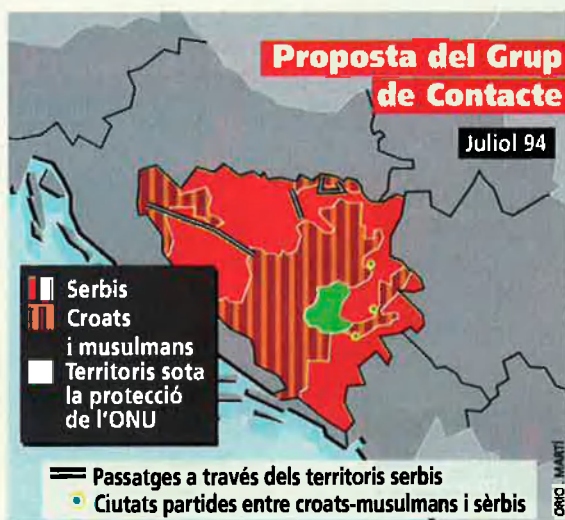 Proposta del Grup
de Contacte
Juliol 94
Serbis
Croats
i musulmans
Territoris sota
la protecció
de l'ONU
Passatges a través dels territoris serbis
Ciutats partides entre croats-musulmans i sèrbis
MARTÍ